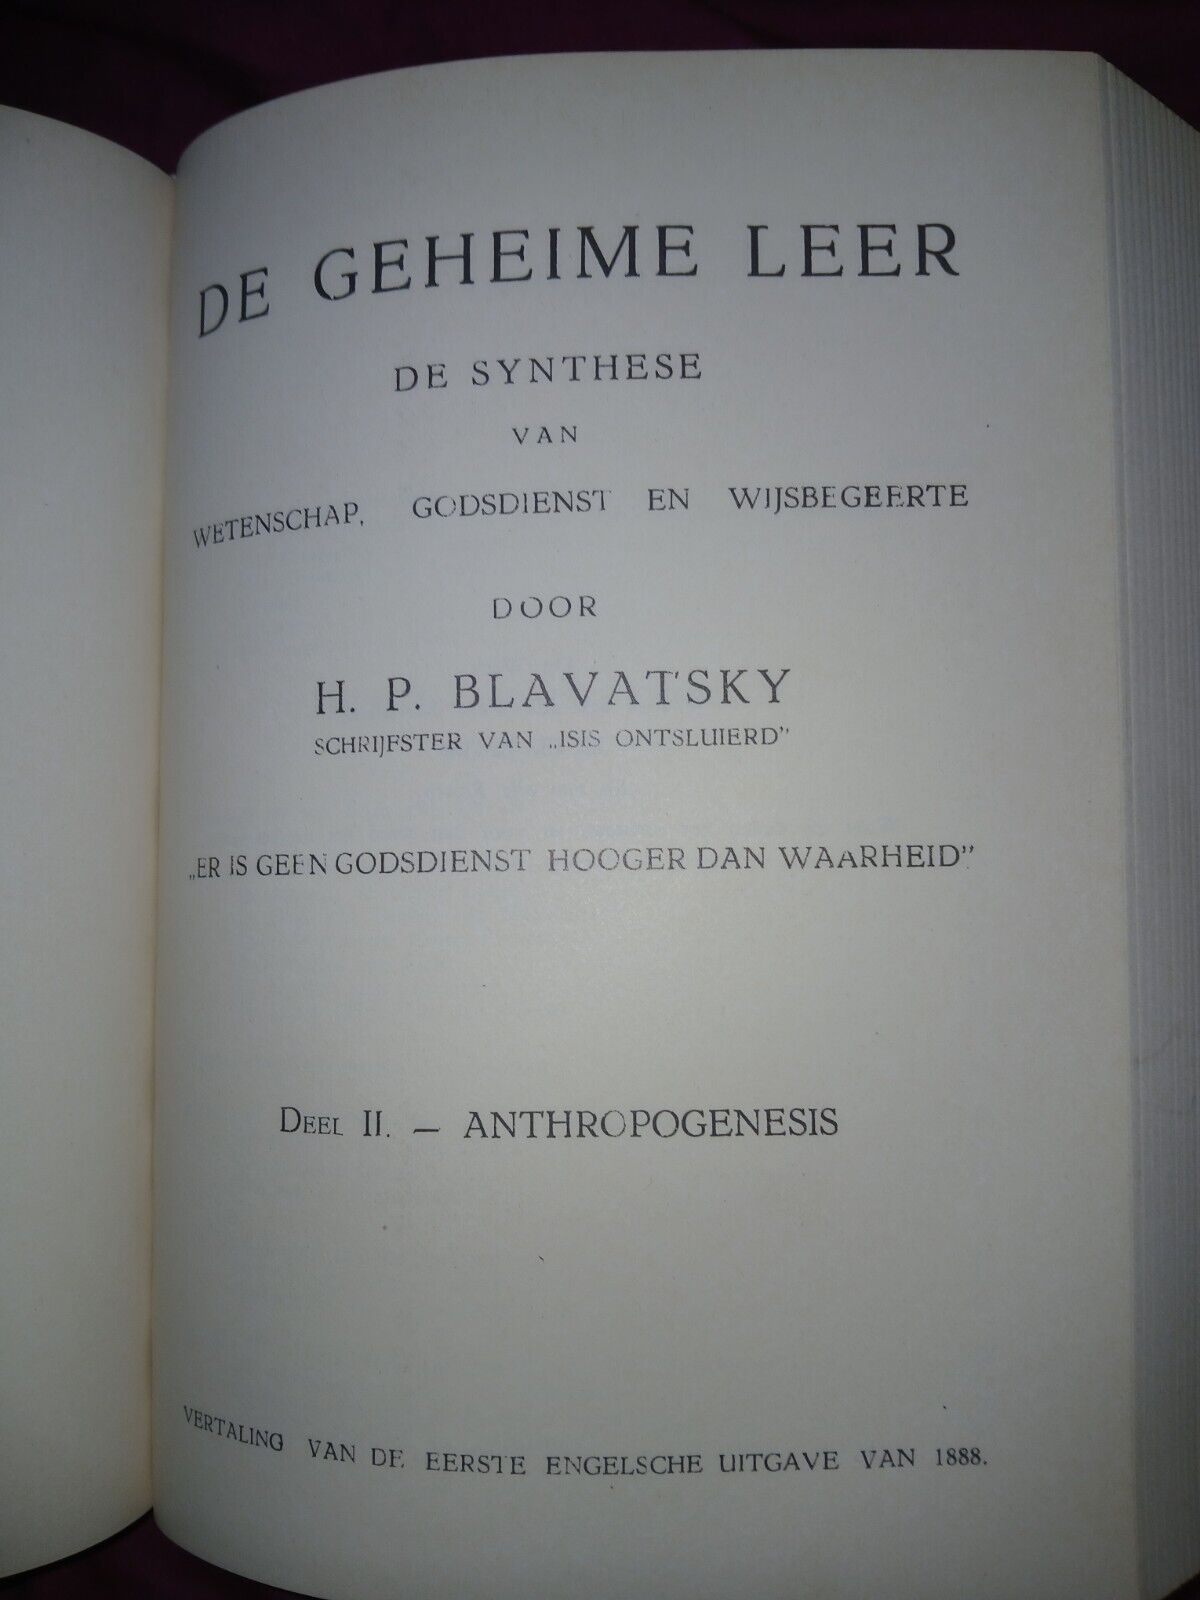 DE GEHEIME LEER
DE SYNTHESE
VAN
WETENSCHAP, GODSDIENST EN WIJSBEGEERTE
DOOR
H. P. BLAVATSKY
SCHRIJFSTER VAN „ISIS ONTSLUIERD”
„ER IS GEEN GODSDIENST HOOGER DAN WAARHEID”
DEEL II. — ANTHROPOGENESIS
VERTALING VAN DE EERSTE ENGELSCHE UITGAVE VAN 1888.